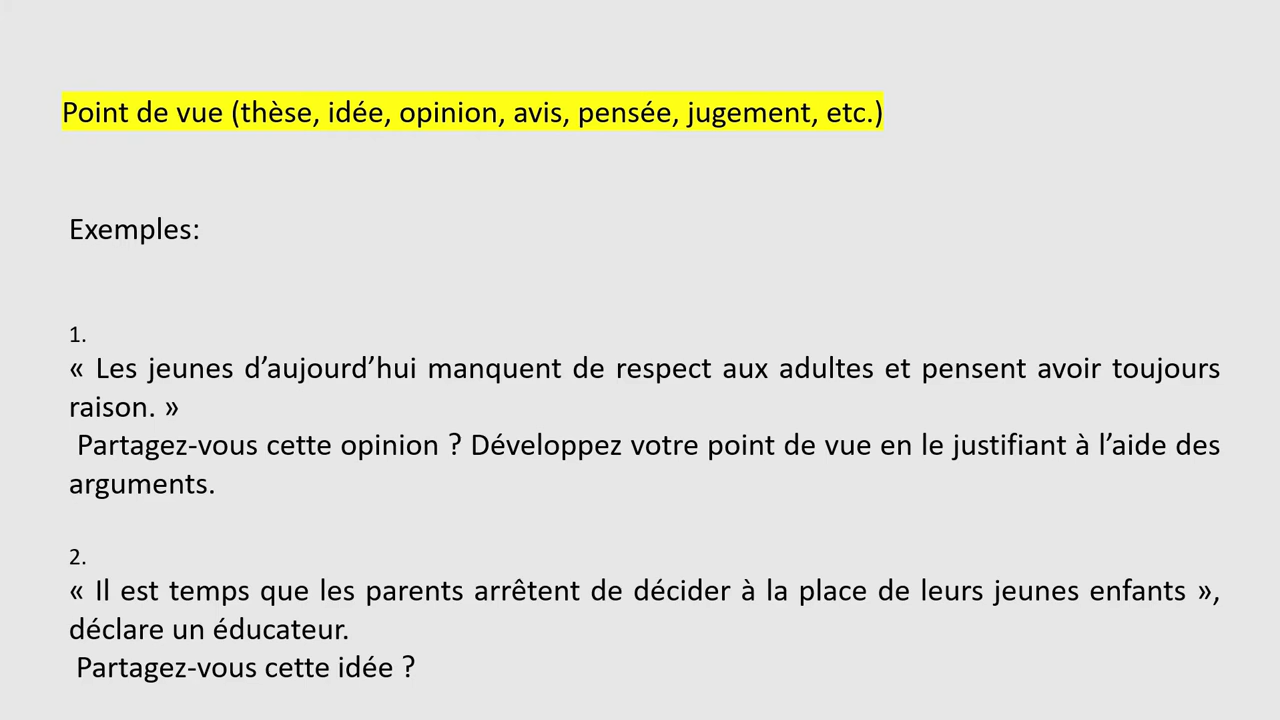 Point de vue (thèse, idée, opinion, avis, pensée, jugement, etc.)
Exemples:
1.
« Les jeunes d’aujourd’hui manquent de respect aux adultes et pensent avoir toujours
raison. »
Partagez-vous cette opinion ? Développez votre point de vue en le justifiant à l’aide des
arguments.
2.
« Il est temps que les parents arrêtent de décider à la place de leurs jeunes enfants »,
déclare un éducateur.
Partagez-vous cette idée ?